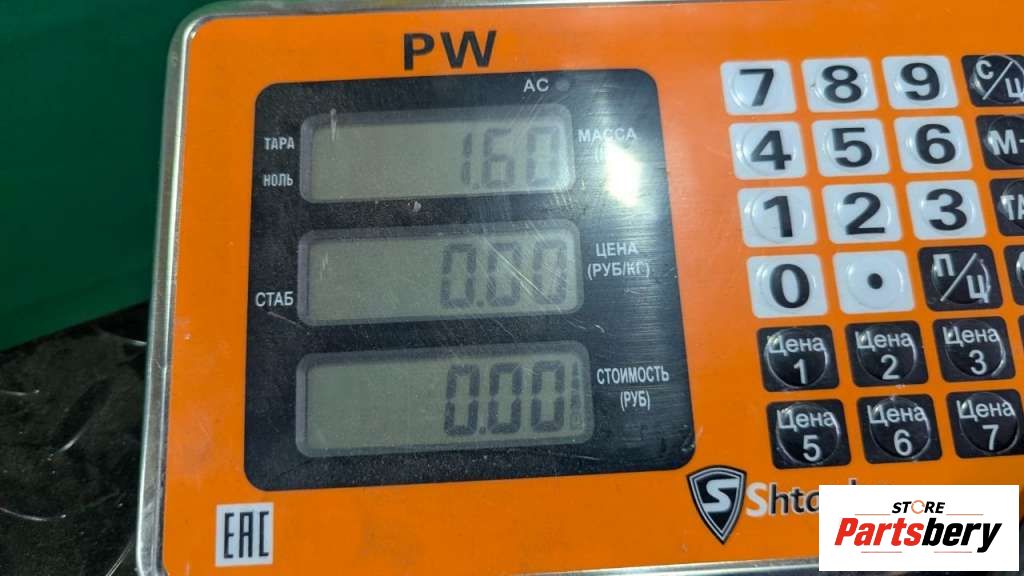 PW
AC
ТАРА
НОЛЬ
1.60
МАССА
0.00
ЦЕНА
(РУБ/КГ)
СТАБ
0.00
СТОИМОСТЬ
(РУБ)
7 8 9 С/Ц
4 5 6
1 2 3
0 . П/Ц
Цена 1 Цена 2 Цена 3
Цена 5 Цена 6 Цена 7
S
EAC
STORE
Partsbery